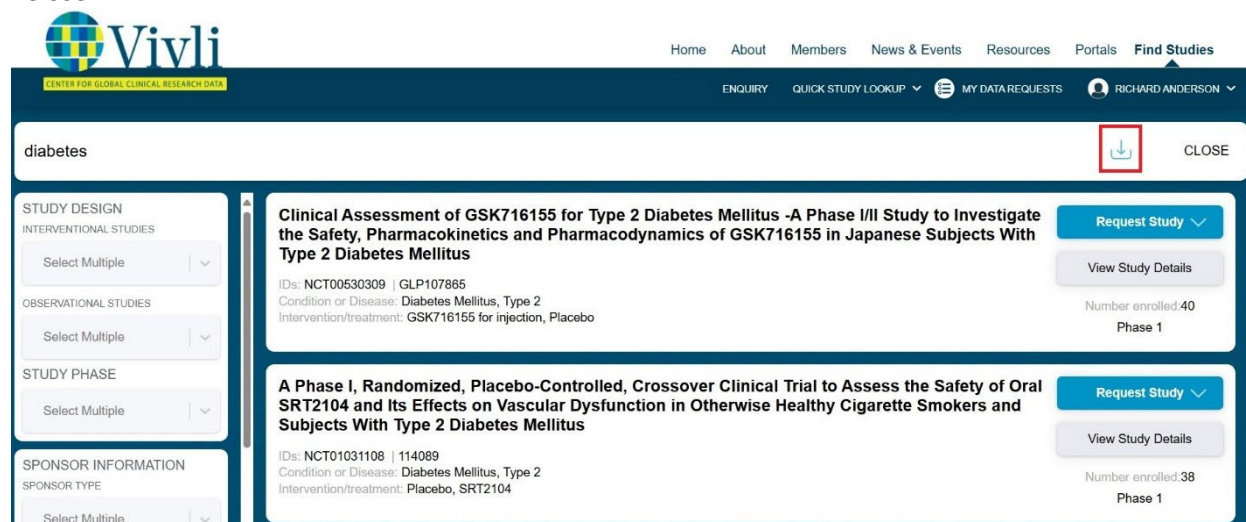 Vivli
CENTER FOR GLOBAL CLINICAL RESEARCH DATA
Home About Members News & Events Resources Portals Find Studies
ENQUIRY QUICK STUDY LOOKUP MY DATA REQUESTS RICHARD ANDERSON
diabetes
CLOSE
STUDY DESIGN
INTERVENTIONAL STUDIES
Select Multiple
OBSERVATIONAL STUDIES
Select Multiple
STUDY PHASE
Select Multiple
SPONSOR INFORMATION
SPONSOR TYPE
Select Multiple
Clinical Assessment of GSK716155 for Type 2 Diabetes Mellitus -A Phase I/II Study to Investigate
the Safety, Pharmacokinetics and Pharmacodynamics of GSK716155 in Japanese Subjects With
Type 2 Diabetes Mellitus
IDs: NCT00530309 | GLP107865
Condition or Disease: Diabetes Mellitus, Type 2
Intervention/treatment: GSK716155 for injection, Placebo
Request Study
View Study Details
Number enrolled:40
Phase 1
A Phase I, Randomized, Placebo-Controlled, Crossover Clinical Trial to Assess the Safety of Oral
SRT2104 and Its Effects on Vascular Dysfunction in Otherwise Healthy Cigarette Smokers and
Subjects With Type 2 Diabetes Mellitus
IDs: NCT01031108 | 114089
Condition or Disease: Diabetes Mellitus, Type 2
Intervention/treatment: Placebo, SRT2104
Request Study
View Study Details
Number enrolled:38
Phase 1